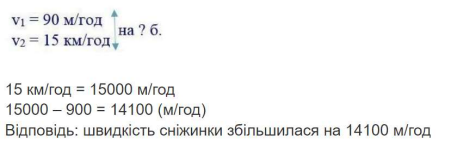 v₁ = 90 м/год
v₂ = 15 км/год на ? б.
15 км/год = 15000 м/год
15000 – 900 = 14100 (м/год)
Відповідь: швидкість сніжинки збільшилася на 14100 м/год